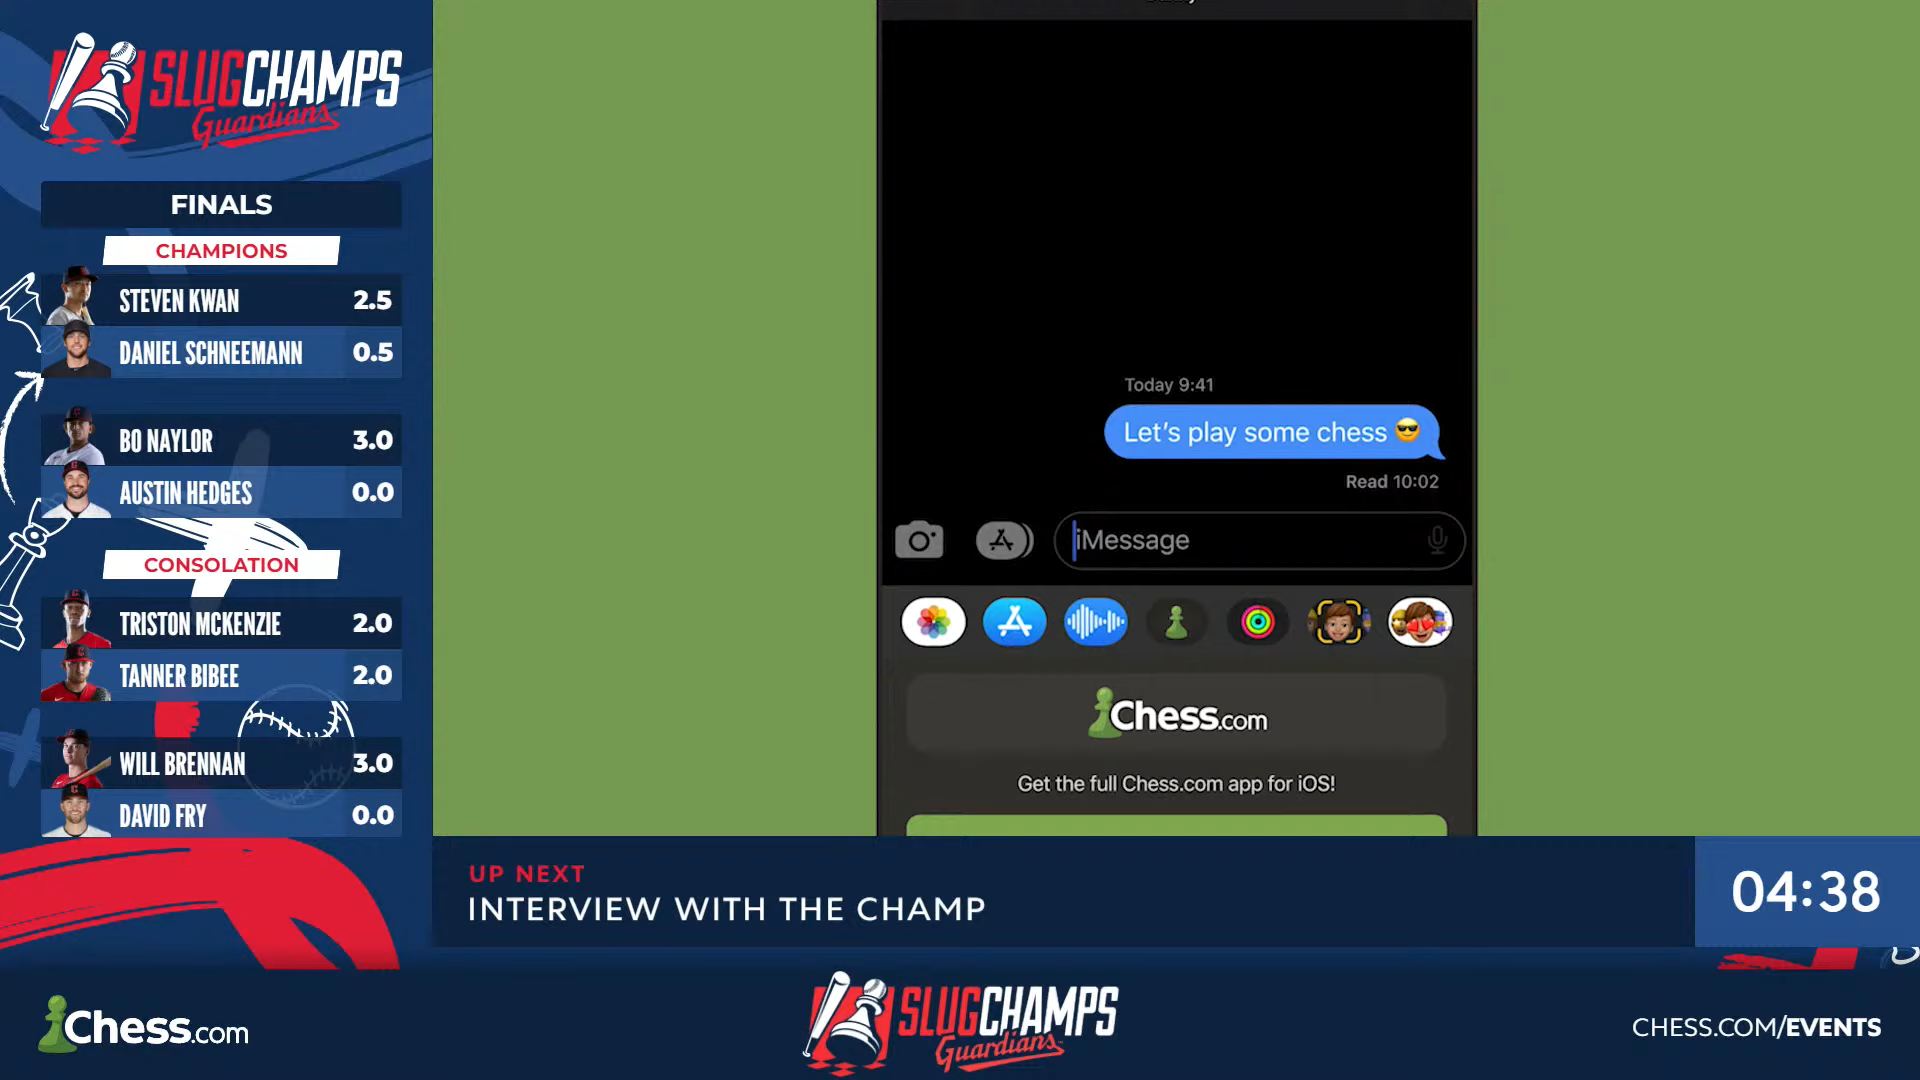 SLUGCHAMPS
Guardians
FINALS
CHAMPIONS
STEVEN KWAN 2.5
DANIEL SCHNEEMANN 0.5
BO NAYLOR 3.0
AUSTIN HEDGES 0.0
CONSOLATION
TRISTON MCKENZIE 2.0
TANNER BIBEE 2.0
WILL BRENNAN 3.0
DAVID FRY 0.0
Today 9:41
Let's play some chess 😎
Read 10:02
iMessage
Chess.com
Get the full Chess.com app for iOS!
UP NEXT
INTERVIEW WITH THE CHAMP
04:38
Chess.com
SLUGCHAMPS
Guardians
CHESS.COM/EVENTS